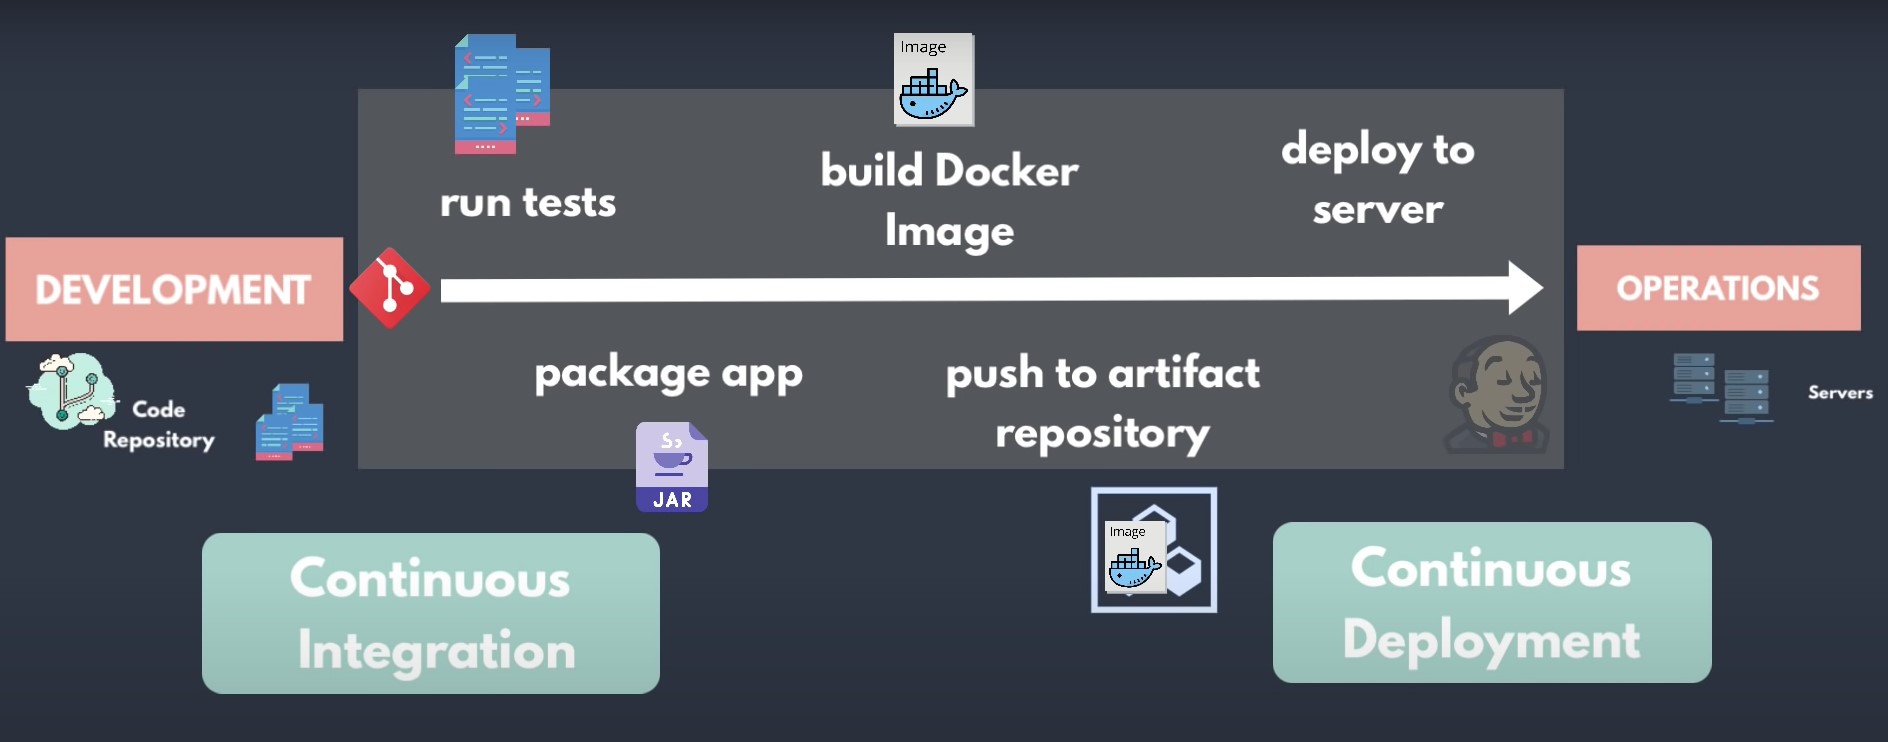 Image
run tests
build Docker
Image
deploy to
server
DEVELOPMENT
OPERATIONS
Code
Repository
package app
push to artifact
repository
Servers
JAR
Image
Continuous
Integration
Continuous
Deployment